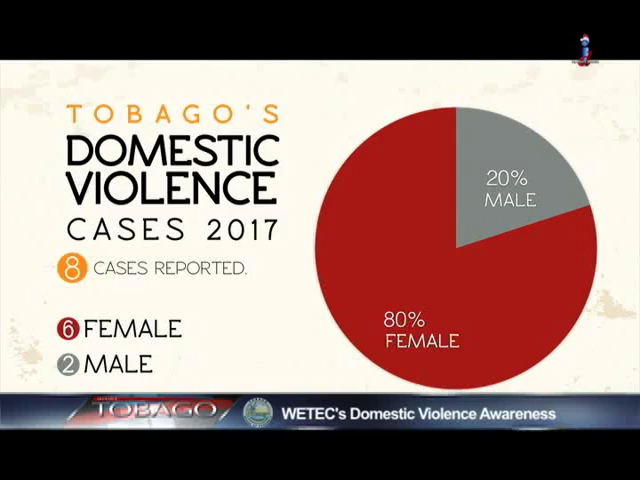 TOBAGO'S
DOMESTIC
VIOLENCE
CASES 2017
8 CASES REPORTED.
6 FEMALE
2 MALE
20%
MALE
80%
FEMALE
TOBAGO
WETEC's Domestic Violence Awareness